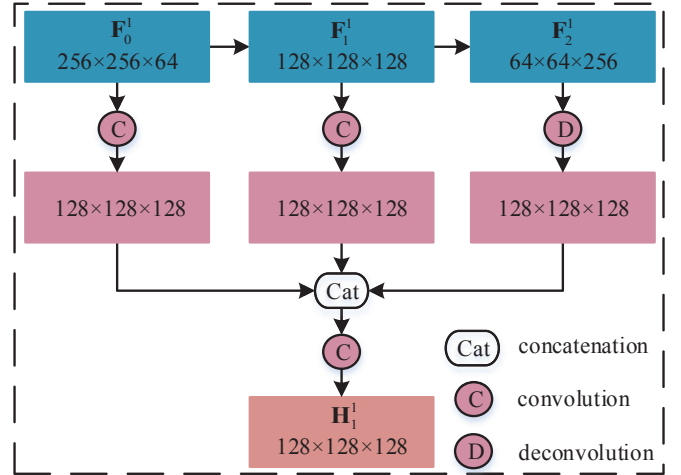 F₀¹ F₁¹ F₂¹
256×256×64 128×128×128 64×64×256
C C D
128×128×128 128×128×128 128×128×128
Cat
C
H₁¹
128×128×128
Cat concatenation
C convolution
D deconvolution